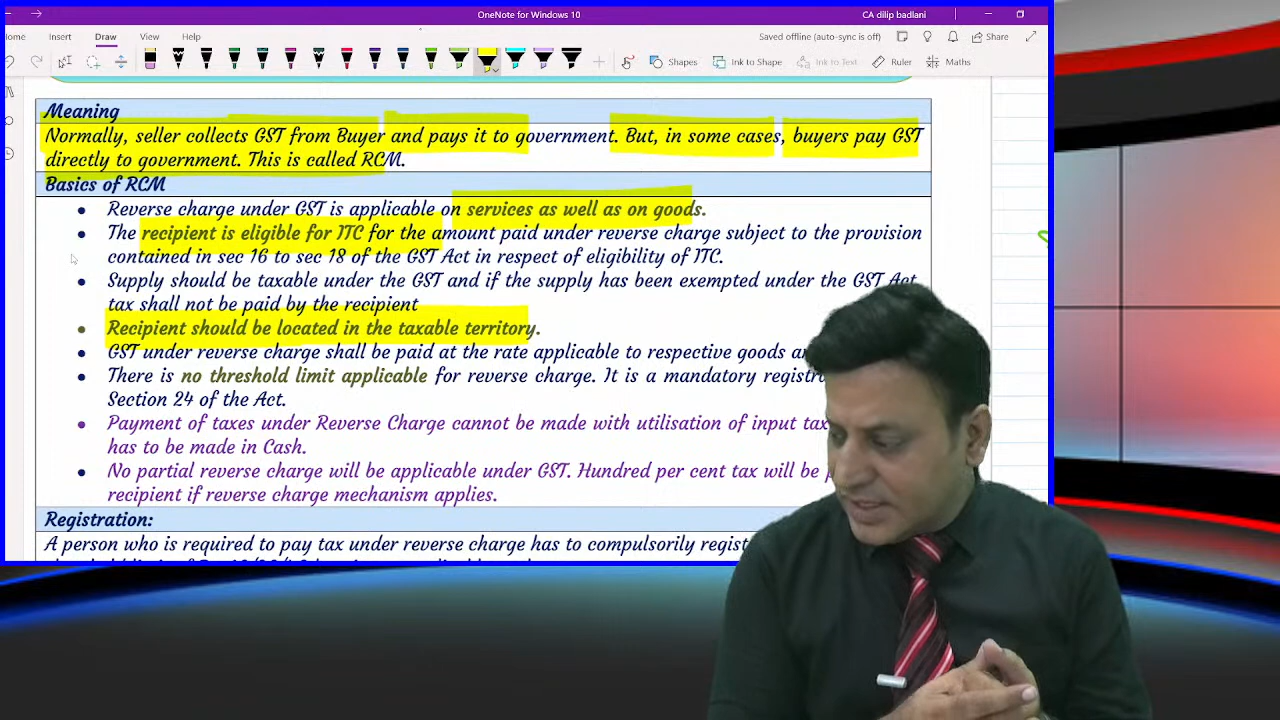 OneNote for Windows 10
CA dilip badlani
Home Insert Draw View Help
Saved offline (auto-sync is off)
Share
Shapes
Ink to Shape
Ink to Text
Ruler
Maths
Meaning
Normally, seller collects GST from Buyer and pays it to government. But, in some cases, buyers pay GST
directly to government. This is called RCM.
Basics of RCM
Reverse charge under GST is applicable on services as well as on goods.
The recipient is eligible for ITC for the amount paid under reverse charge subject to the provision
contained in sec 16 to sec 18 of the GST Act in respect of eligibility of ITC.
Supply should be taxable under the GST and if the supply has been exempted under the GST Act
tax shall not be paid by the recipient
Recipient should be located in the taxable territory.
GST under reverse charge shall be paid at the rate applicable to respective goods
There is no threshold limit applicable for reverse charge. It is a mandatory
Section 24 of the Act.
Payment of taxes under Reverse Charge cannot be made with utilisation of input
has to be made in Cash.
No partial reverse charge will be applicable under GST. Hundred per cent tax will be
recipient if reverse charge mechanism applies.
Registration:
A person who is required to pay tax under reverse charge has to compulsorily